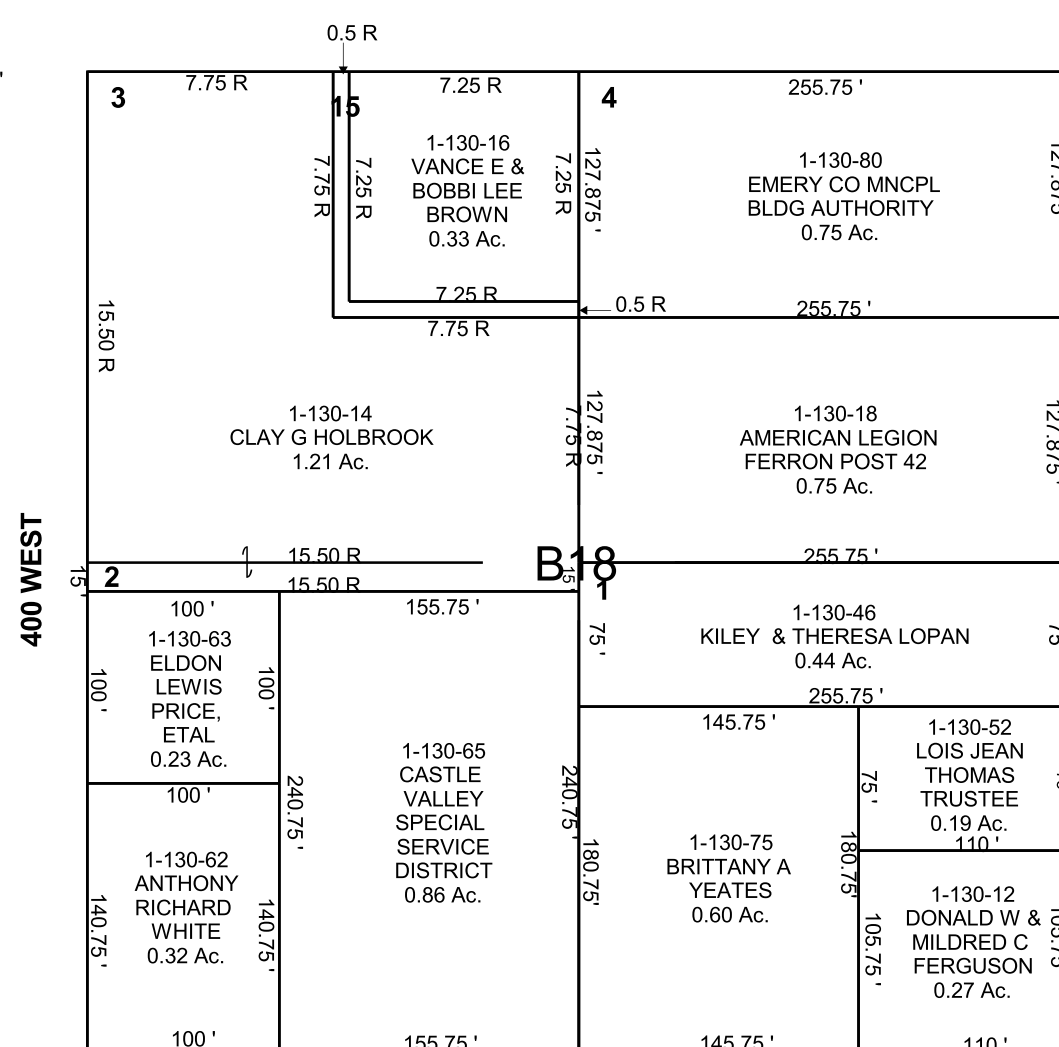 0.5 R
7.75 R
7.25 R
255.75 '
3
15
4
7.75 R
7.25 R
7.25 R
127.875 '
1-130-16
VANCE E &
BOBBI LEE
BROWN
0.33 Ac.
1-130-80
EMERY CO MNCPL
BLDG AUTHORITY
0.75 Ac.
7.25 R
0.5 R
255.75 '
7.75 R
15.50 R
1-130-14
CLAY G HOLBROOK
1.21 Ac.
7.75 R
127.875 '
1-130-18
AMERICAN LEGION
FERRON POST 42
0.75 Ac.
127.875 '
400 WEST
15.50 R
255.75 '
B18
15 '
2
15.50 R
15 '
1
100 '
155.75 '
1-130-63
ELDON
LEWIS
PRICE,
ETAL
0.23 Ac.
100 '
100 '
75 '
1-130-46
KILEY & THERESA LOPAN
0.44 Ac.
75
255.75 '
145.75 '
100 '
240.75 '
1-130-65
CASTLE
VALLEY
SPECIAL
SERVICE
DISTRICT
0.86 Ac.
240.75 '
1-130-52
LOIS JEAN
THOMAS
TRUSTEE
0.19 Ac.
75 '
110 '
1-130-62
ANTHONY
RICHARD
WHITE
0.32 Ac.
140.75 '
140.75 '
180.75'
1-130-75
BRITTANY A
YEATES
0.60 Ac.
180.75'
1-130-12
DONALD W &
MILDRED C
FERGUSON
0.27 Ac.
105.75 '
105.75
100 '
155.75 '
145.75 '
110 '